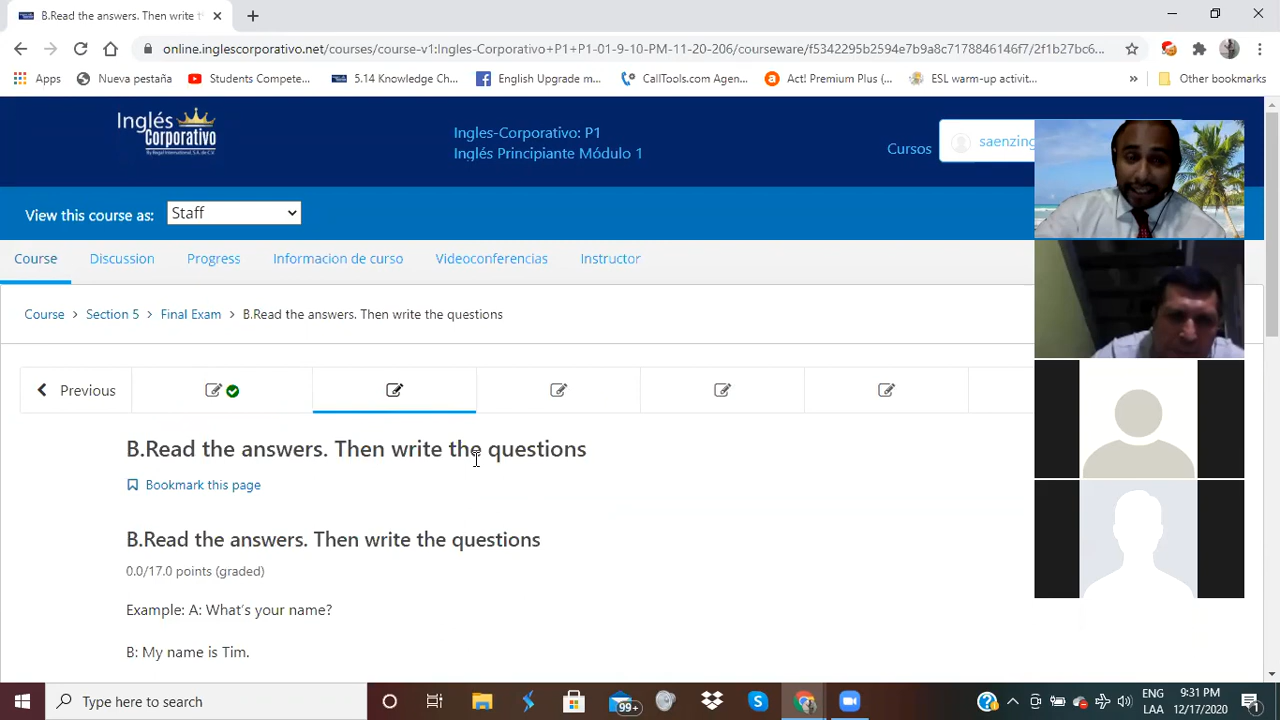 B.Read the answers. Then write t
online.inglescorporativo.net/courses/course-v1:Ingles-Corporativo+P1+P1-01-9-10-PM-11-20-206/courseware/f5342295b2594e7b9a8c7178846146f7/2f1b27bc6...
Apps Nueva pestaña Students Compete... 5.14 Knowledge Ch... English Upgrade m... CallTools.com Agen... Act! Premium Plus (... ESL warm-up activit... » Other bookmarks
Inglés
Corporativo
By Regal International, S.A. de C.V.
Ingles-Corporativo: P1
Inglés Principiante Módulo 1
Cursos
saenzing
View this course as: Staff
Course Discussion Progress Informacion de curso Videoconferencias Instructor
Course > Section 5 > Final Exam > B.Read the answers. Then write the questions
Previous
B.Read the answers. Then write the questions
Bookmark this page
B.Read the answers. Then write the questions
0.0/17.0 points (graded)
Example: A: What's your name?
B: My name is Tim.
Type here to search
99+
ENG
LAA
9:31 PM
12/17/2020
1